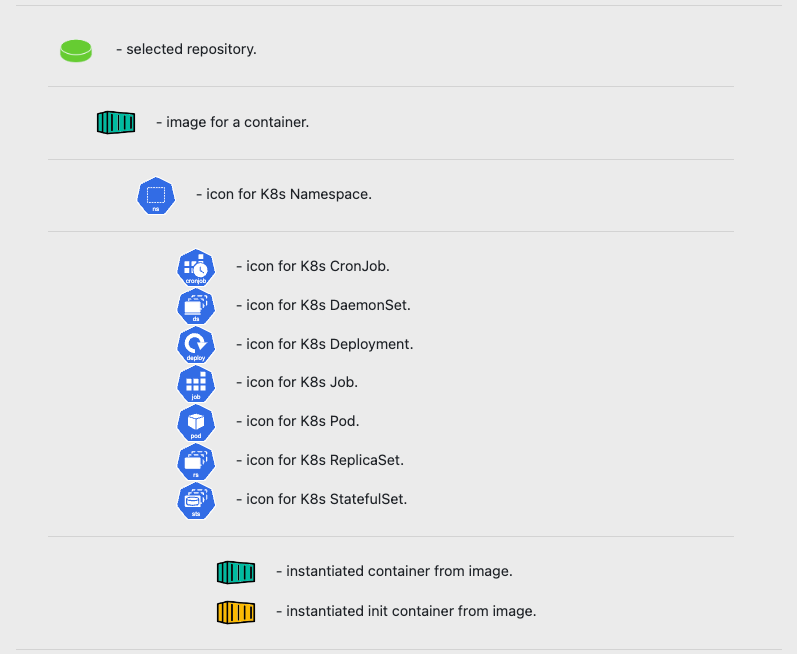 - selected repository.
- image for a container.
ns
- icon for K8s Namespace.
cronjob
- icon for K8s CronJob.
ds
- icon for K8s DaemonSet.
deploy
- icon for K8s Deployment.
job
- icon for K8s Job.
pod
- icon for K8s Pod.
rs
- icon for K8s ReplicaSet.
sts
- icon for K8s StatefulSet.
- instantiated container from image.
- instantiated init container from image.